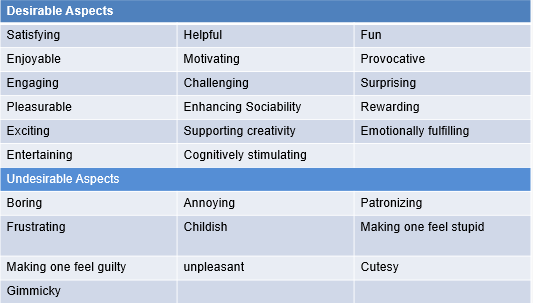 Desirable Aspects
Satisfying Helpful Fun
Enjoyable Motivating Provocative
Engaging Challenging Surprising
Pleasurable Enhancing Sociability Rewarding
Exciting Supporting creativity Emotionally fulfilling
Entertaining Cognitively stimulating
Undesirable Aspects
Boring Annoying Patronizing
Frustrating Childish Making one feel stupid
Making one feel guilty unpleasant Cutesy
Gimmicky